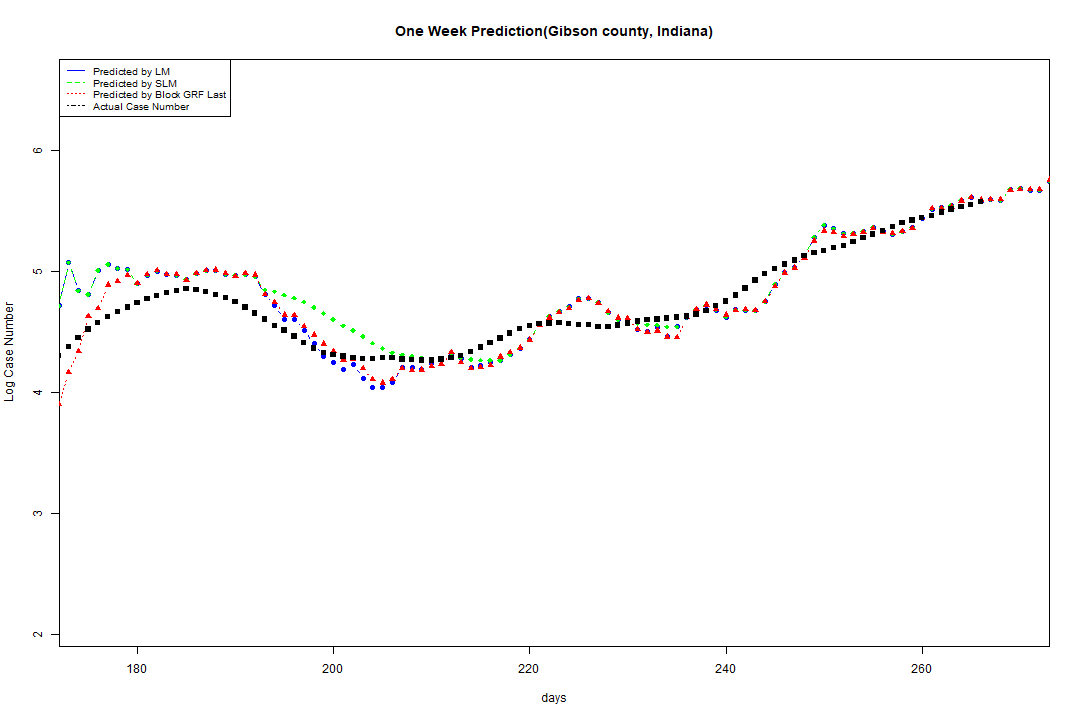 One Week Prediction(Gibson county, Indiana)
Predicted by LM
Predicted by SLM
Predicted by Block GRF Last
Actual Case Number
6
5
4
3
2
Log Case Number
180 200 220 240 260
days